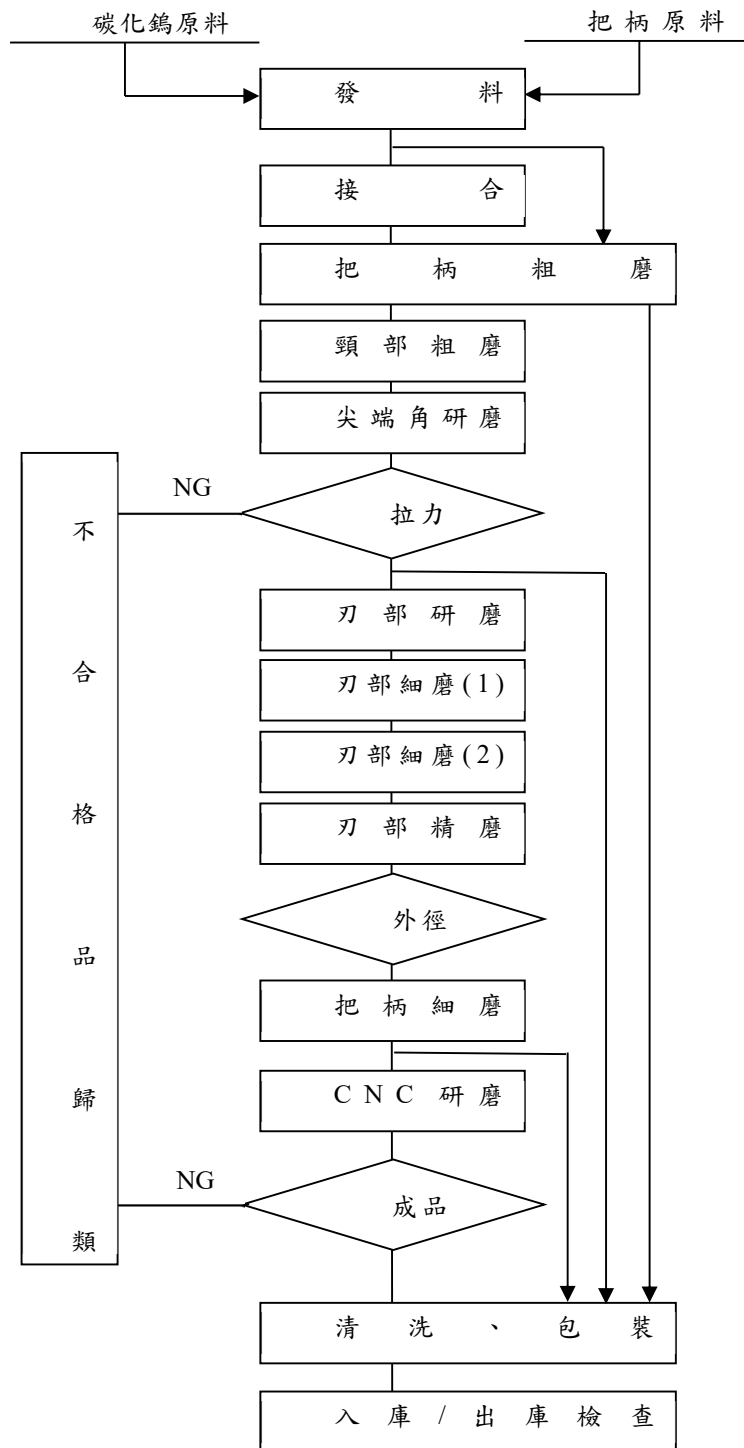 碳化鎢原料
把柄原料
發料
接合
把柄粗磨
頸部粗磨
尖端角研磨
NG
拉力
不合格品歸類
刃部研磨
刃部細磨(1)
刃部細磨(2)
刃部精磨
外徑
把柄細磨
CNC研磨
NG
成品
清洗、包裝
入庫/出庫檢查